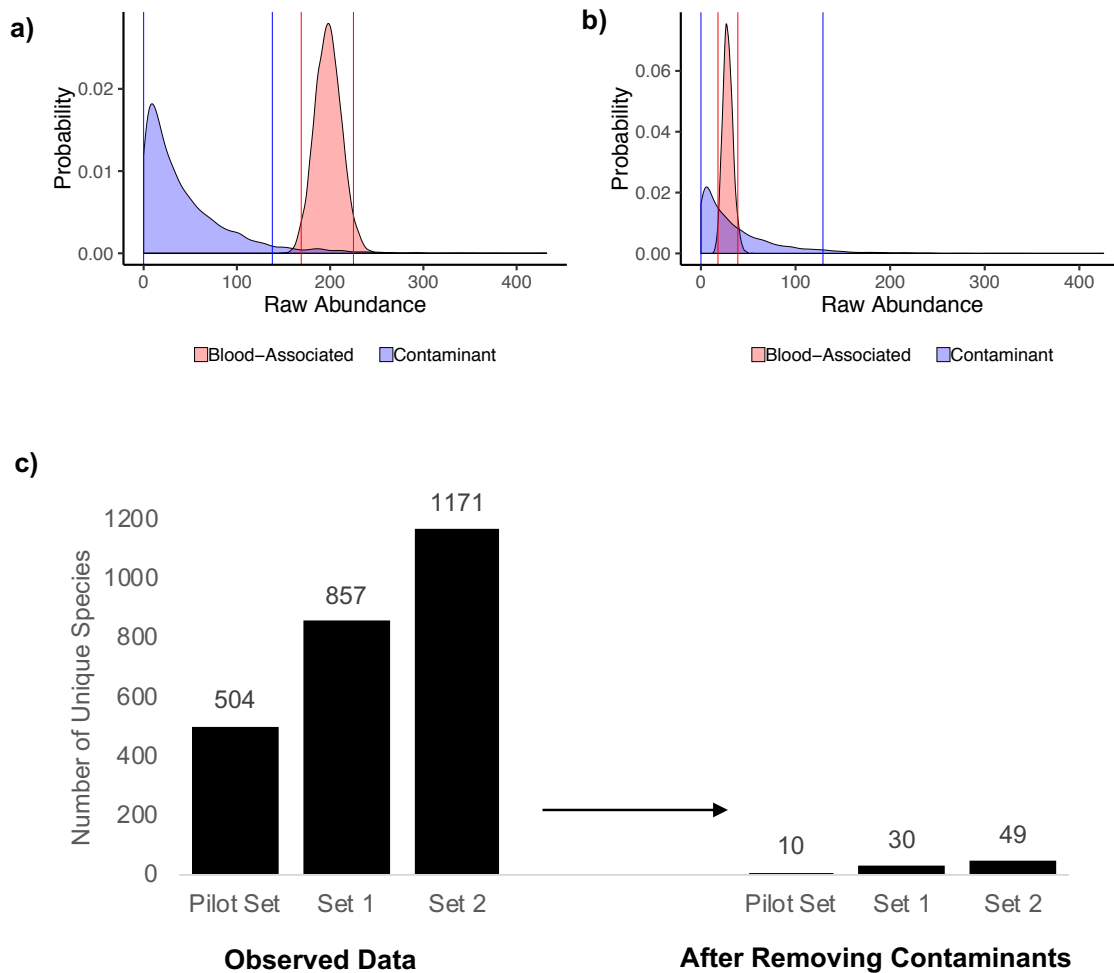 a)
Probability
0.02
0.01
0.00
0
100
200
300
400
Raw Abundance
Blood−Associated
Contaminant
b)
Probability
0.06
0.04
0.02
0.00
0
100
200
300
400
Raw Abundance
Blood−Associated
Contaminant
c)
Number of Unique Species
1200
1000
800
600
400
200
0
504
857
1171
10
30
49
Pilot Set
Set 1
Set 2
Pilot Set
Set 1
Set 2
Observed Data
After Removing Contaminants